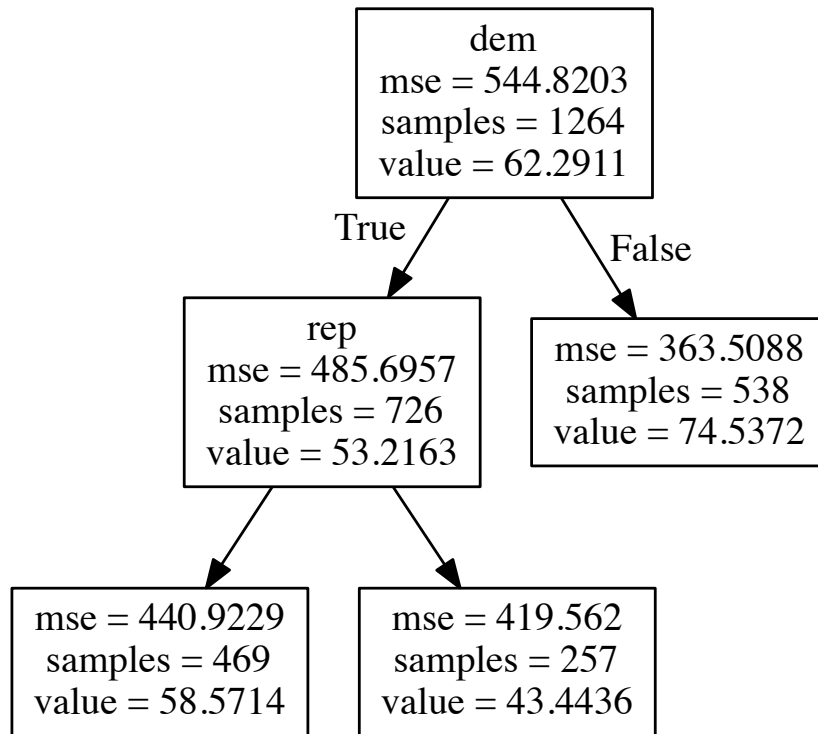 dem
mse = 544.8203
samples = 1264
value = 62.2911
True
False
rep
mse = 485.6957
samples = 726
value = 53.2163
mse = 363.5088
samples = 538
value = 74.5372
mse = 440.9229
samples = 469
value = 58.5714
mse = 419.562
samples = 257
value = 43.4436